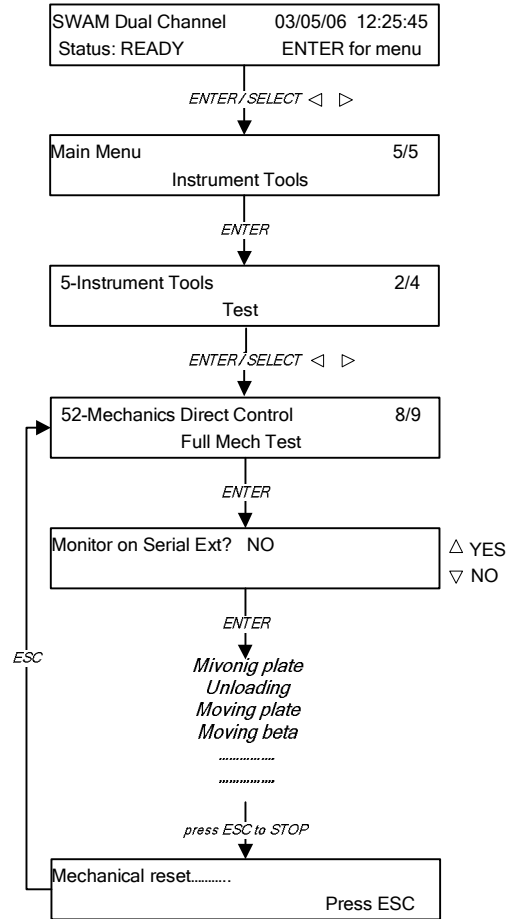 SWAM Dual Channel 03/05/06 12:25:45
Status: READY ENTER for menu
ENTER/SELECT ◁ ▷
Main Menu 5/5
Instrument Tools
ENTER
5-Instrument Tools 2/4
Test
ENTER/SELECT ◁ ▷
52-Mechanics Direct Control 8/9
Full Mech Test
ENTER
Monitor on Serial Ext? NO
△ YES
▽ NO
ENTER
ESC
Mivonig plate
Unloading
Moving plate
Moving beta
................
................
press ESC to STOP
Mechanical reset...........
Press ESC